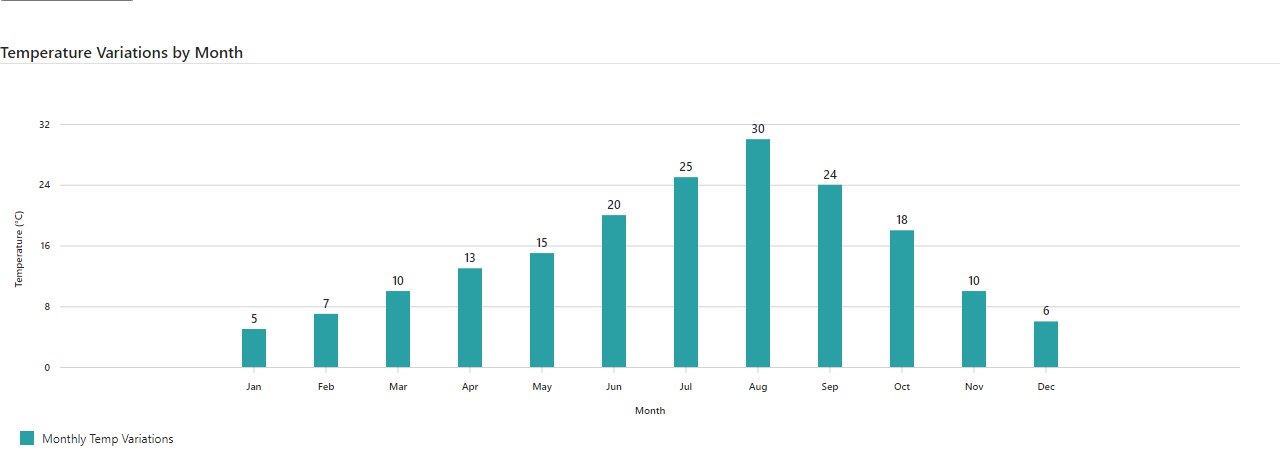 Temperature Variations by Month
32
24
16
8
0
Temperature (°C)
5
7
10
13
15
20
25
30
24
18
10
6
Jan
Feb
Mar
Apr
May
Jun
Jul
Aug
Sep
Oct
Nov
Dec
Month
Monthly Temp Variations